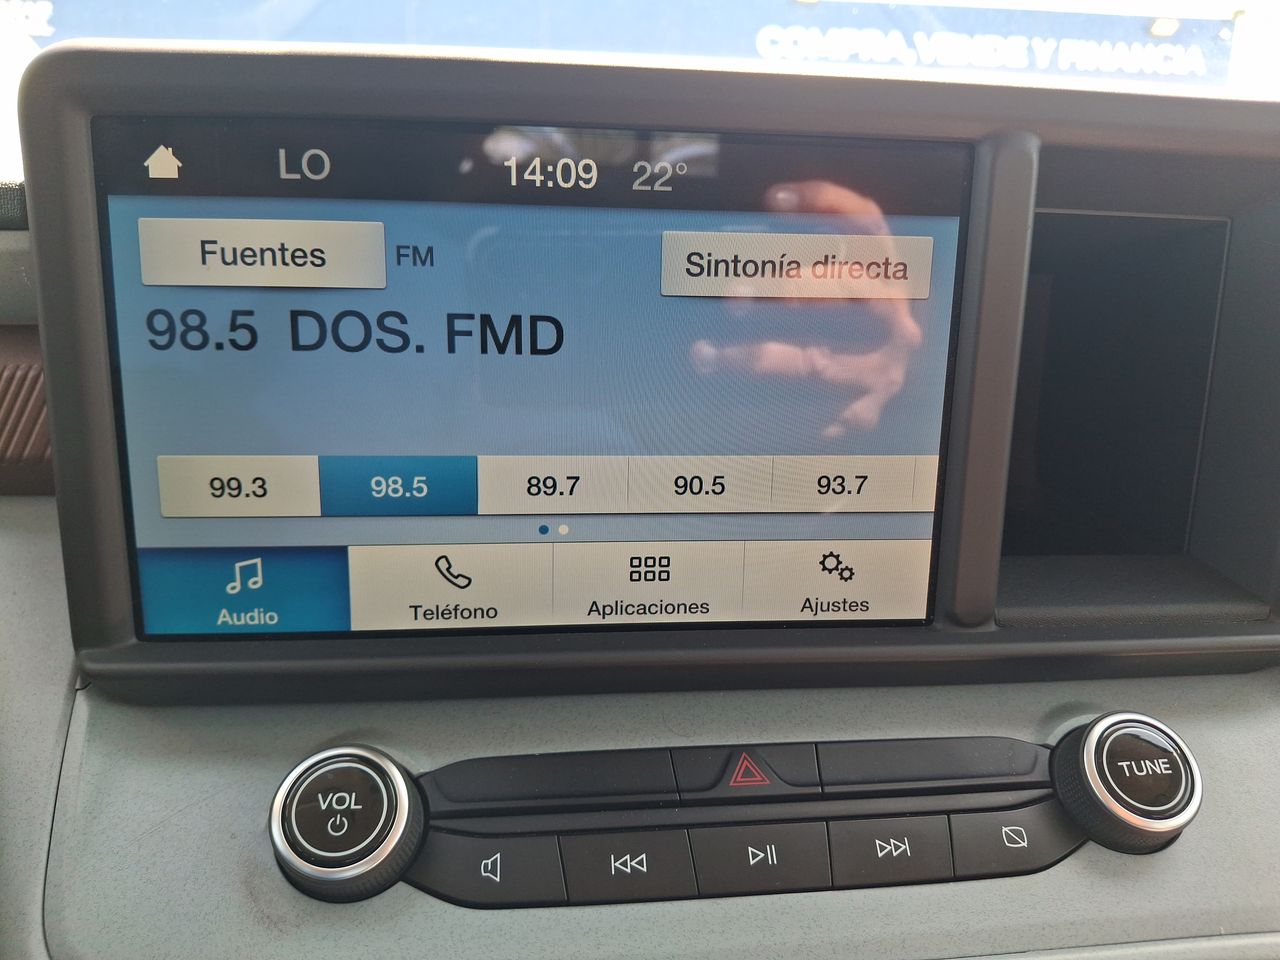 COMPRA, VENDE Y FINANCIA
LO 14:09 22°
Fuentes FM Sintonía directa
98.5 DOS. FMD
99.3 98.5 89.7 90.5 93.7
Audio Teléfono Aplicaciones Ajustes
VOL
TUNE